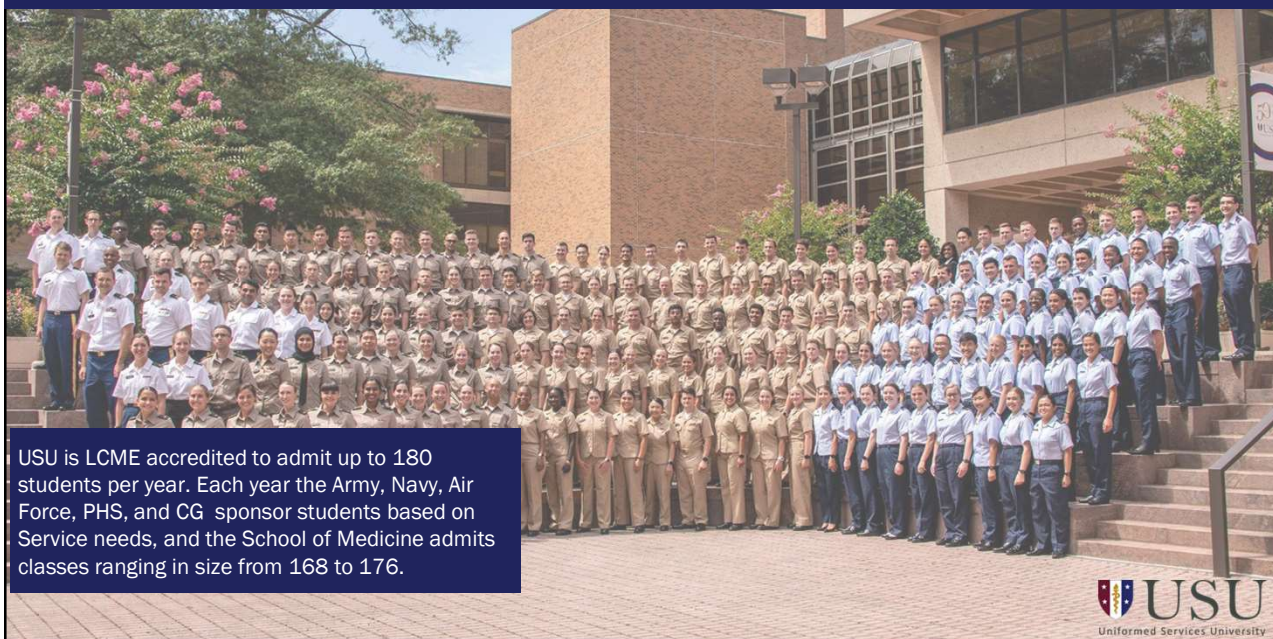 USU is LCME accredited to admit up to 180
students per year. Each year the Army, Navy, Air
Force, PHS, and CG  sponsor students based on
Service needs, and the School of Medicine admits
classes ranging in size from 168 to 176.
USU
Uniformed Services University